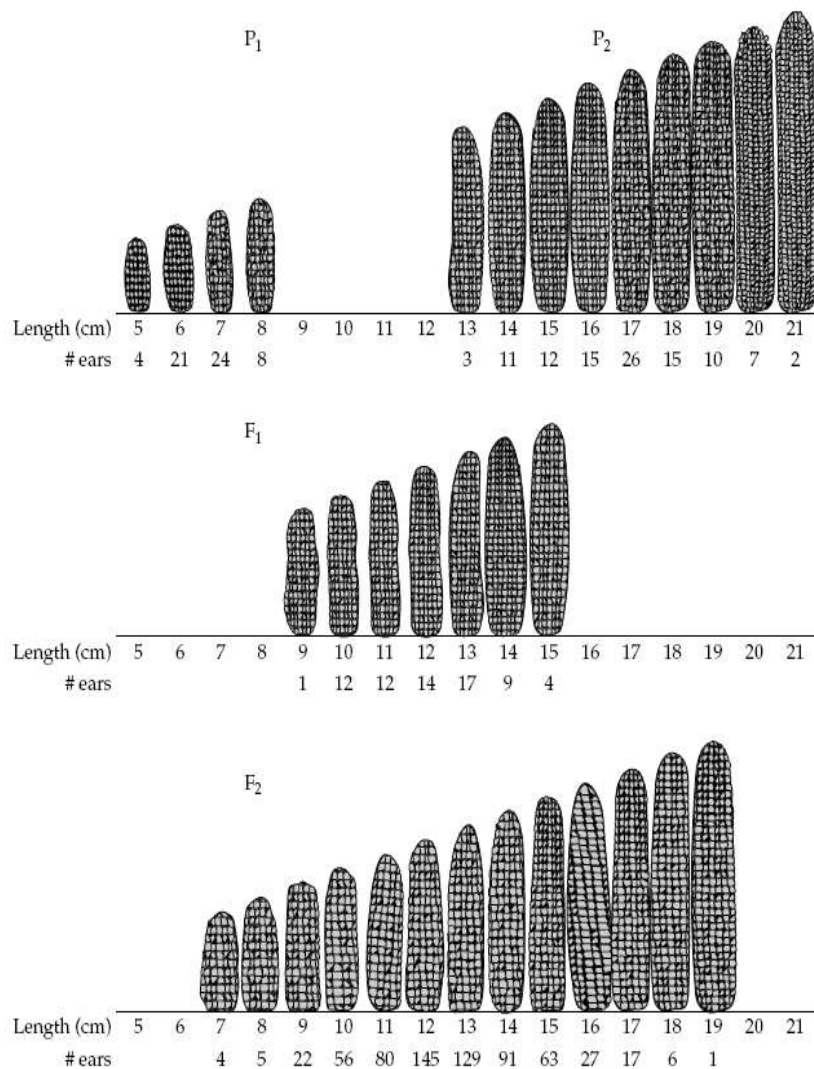 P1 P2
Length (cm) 5 6 7 8 9 10 11 12 13 14 15 16 17 18 19 20 21
# ears 4 21 24 8 3 11 12 15 26 15 10 7 2
F1
Length (cm) 5 6 7 8 9 10 11 12 13 14 15 16 17 18 19 20 21
# ears 1 12 12 14 17 9 4
F2
Length (cm) 5 6 7 8 9 10 11 12 13 14 15 16 17 18 19 20 21
# ears 4 5 22 56 80 145 129 91 63 27 17 6 1